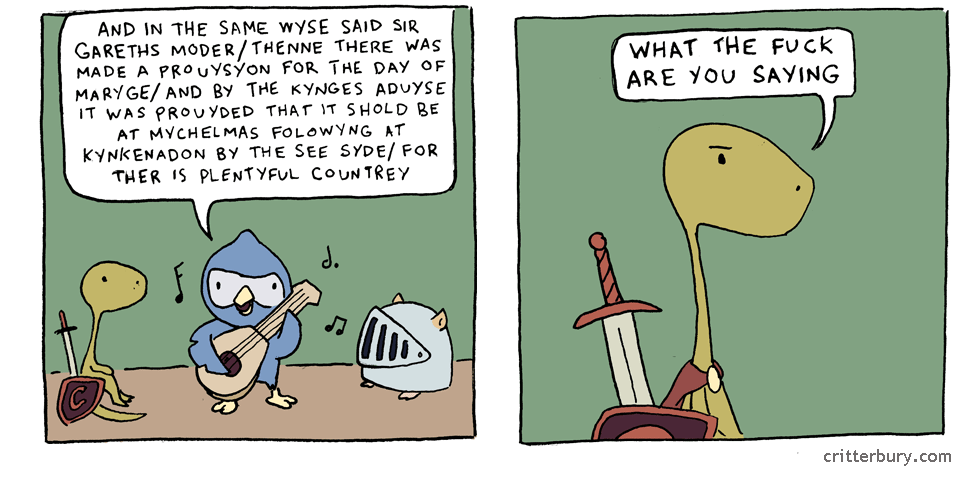 AND IN THE SAME WYSE SAID SIR
GARETHS MODER/THENNE THERE WAS
MADE A PROUYSYON FOR THE DAY OF
MARYGE/AND BY THE KYNGES ADUYSE
IT WAS PROUYDED THAT IT SHOLD BE
AT MYCHELMAS FOLOWYNG AT
KYNKENADON BY THE SEE SYDE/FOR
THER IS PLENTYFUL COUNTREY
C
WHAT THE FUCK
ARE YOU SAYING
critterbury.com